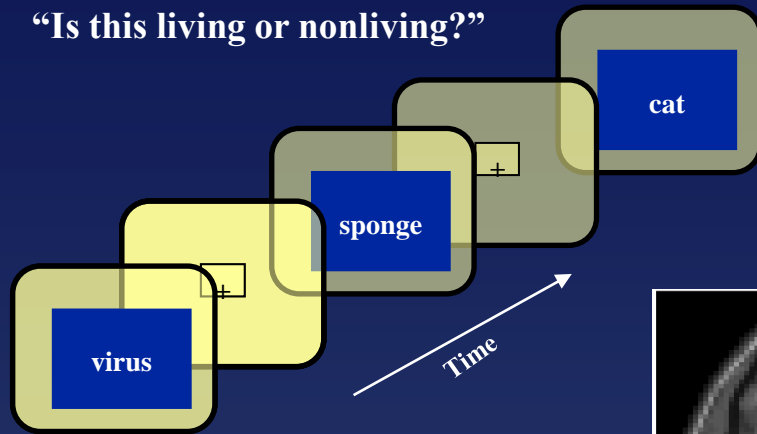 “Is this living or nonliving?”
cat
+
sponge
+
virus
Time